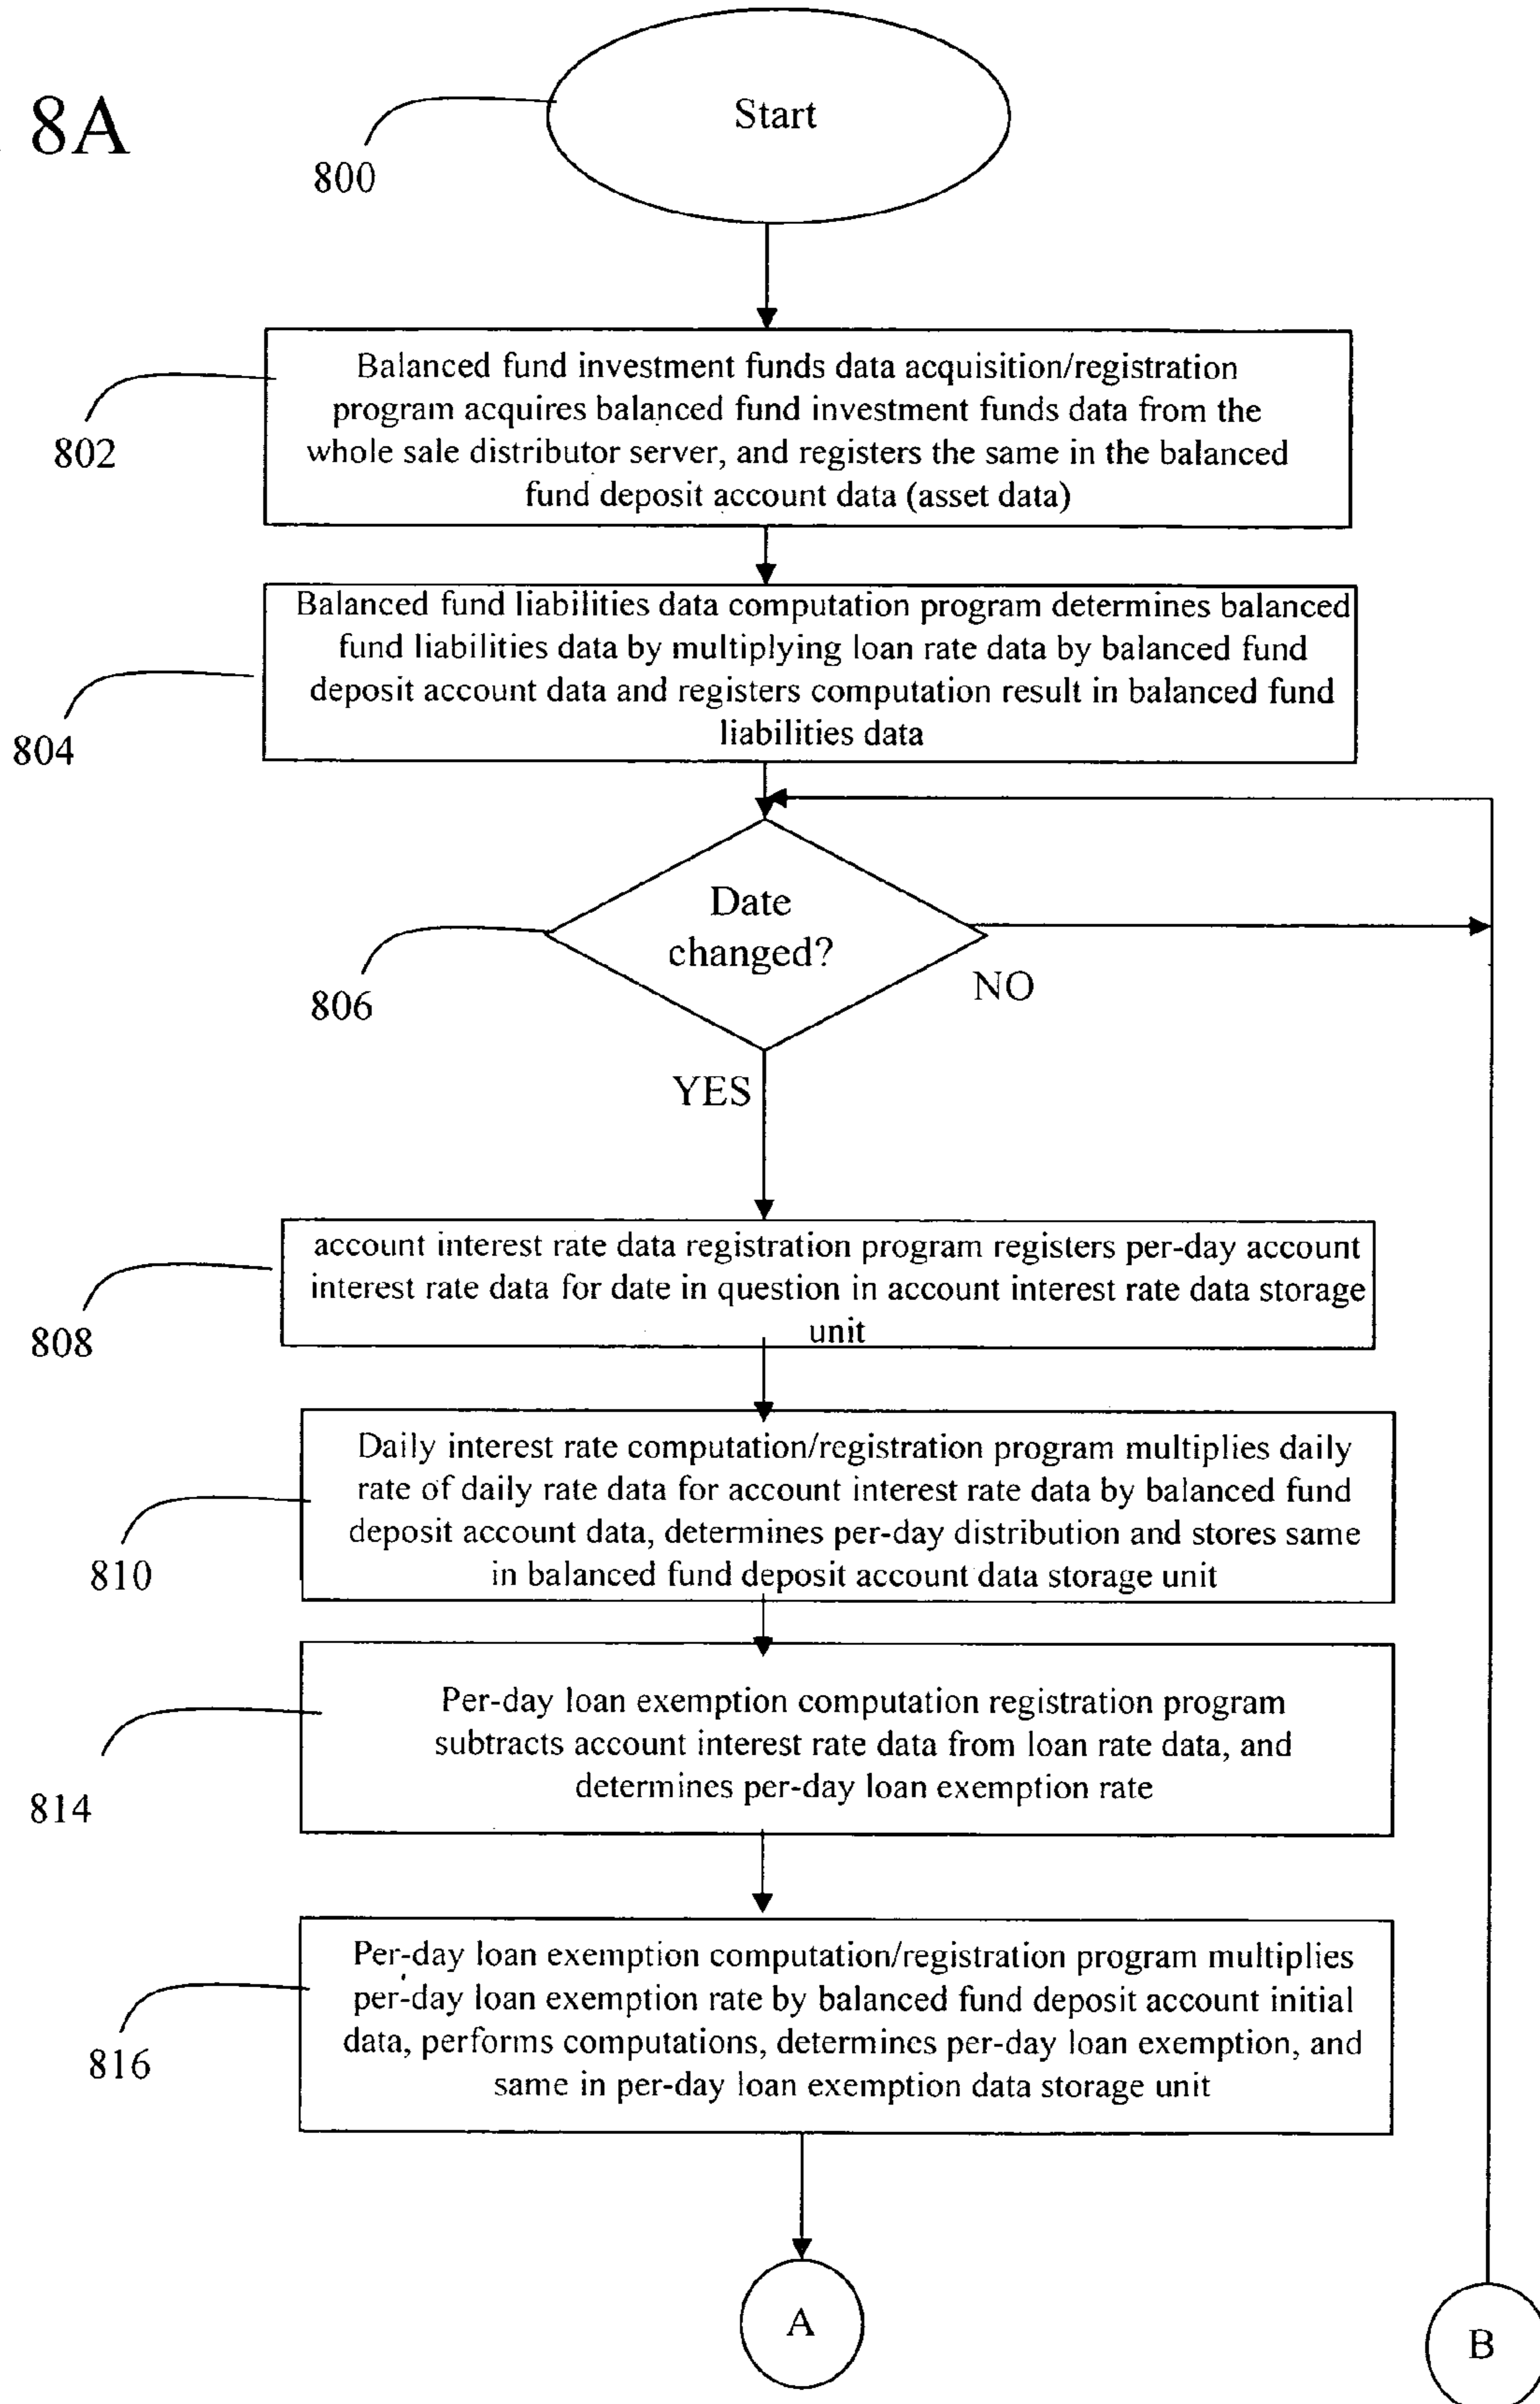 8A
Start
800
Balanced fund investment funds data acquisition/registration
program acquires balanced fund investment funds data from the
whole sale distributor server, and registers the same in the balanced
fund deposit account data (asset data)
802
Balanced fund liabilities data computation program determines balanced
fund liabilities data by multiplying loan rate data by balanced fund
deposit account data and registers computation result in balanced fund
liabilities data
804
Date
changed?
806
NO
YES
account interest rate data registration program registers per-day account
interest rate data for date in question in account interest rate data storage
unit
808
Daily interest rate computation/registration program multiplies daily
rate of daily rate data for account interest rate data by balanced fund
deposit account data, determines per-day distribution and stores same
in balanced fund deposit account data storage unit
810
Per-day loan exemption computation registration program
subtracts account interest rate data from loan rate data, and
determines per-day loan exemption rate
814
Per-day loan exemption computation/registration program multiplies
per-day loan exemption rate by balanced fund deposit account initial
data, performs computations, determines per-day loan exemption, and
same in per-day loan exemption data storage unit
816
A
B